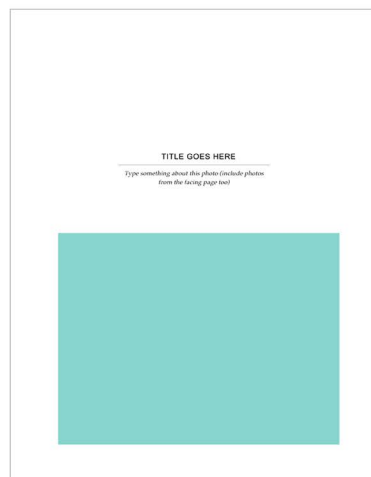 TITLE GOES HERE
Type something about this photo (include photos
from the facing page too)